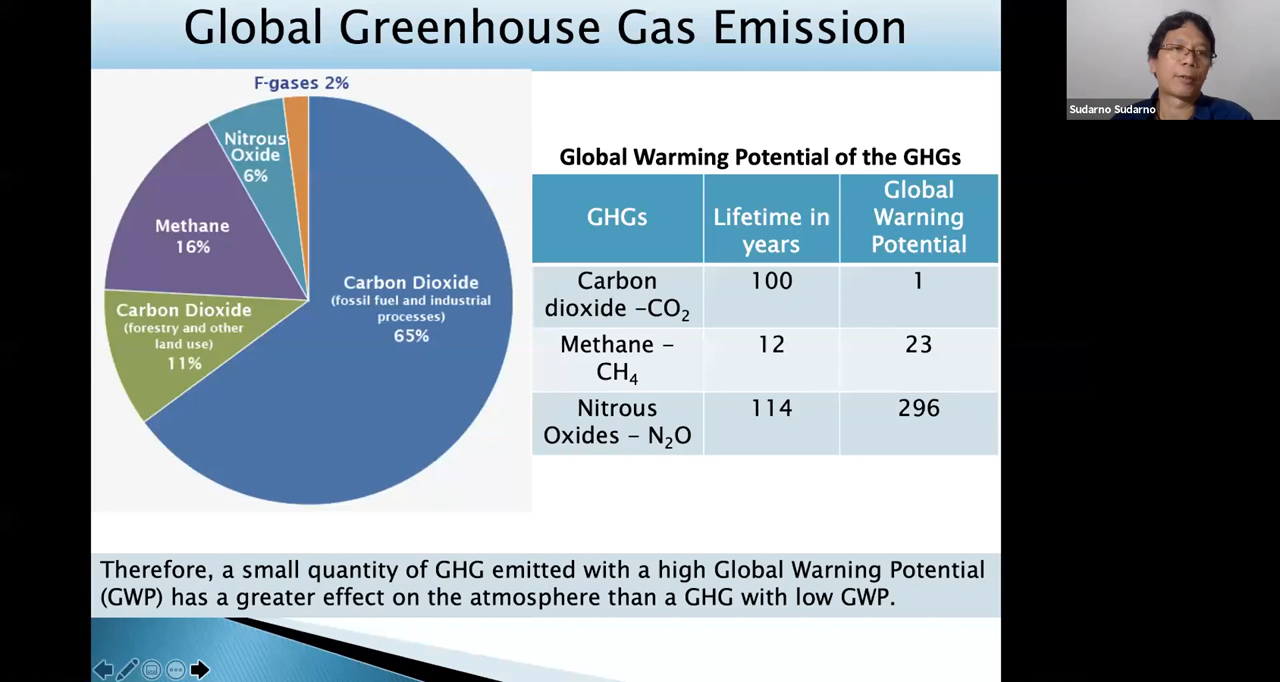 Global Greenhouse Gas Emission
F-gases 2%
Nitrous
Oxide
6%
Methane
16%
Carbon Dioxide
(forestry and other
land use)
11%
Carbon Dioxide
(fossil fuel and industrial
processes)
65%
Global Warming Potential of the GHGs
GHGs
Lifetime in
years
Global
Warning
Potential
Carbon
dioxide –CO₂
100
1
Methane –
CH₄
12
23
Nitrous
Oxides – N₂O
114
296
Therefore, a small quantity of GHG emitted with a high Global Warning Potential
(GWP) has a greater effect on the atmosphere than a GHG with low GWP.
Sudarno Sudarno